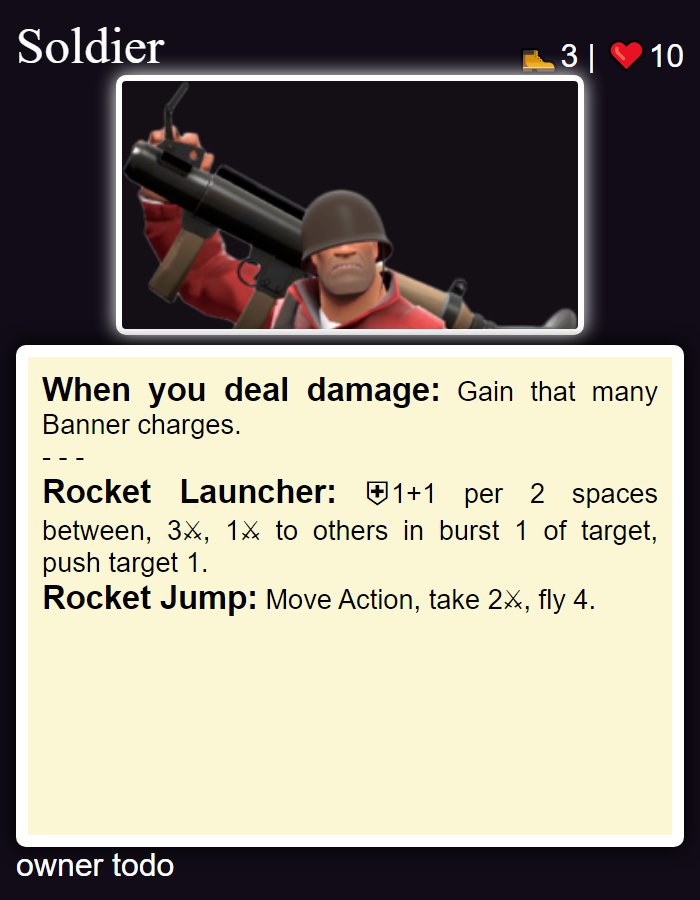 Soldier
🥾3 | ❤️10
When you deal damage: Gain that many
Banner charges.
- - -
Rocket Launcher: ⛨1+1 per 2 spaces
between, 3⚔, 1⚔ to others in burst 1 of target,
push target 1.
Rocket Jump: Move Action, take 2⚔, fly 4.
owner todo